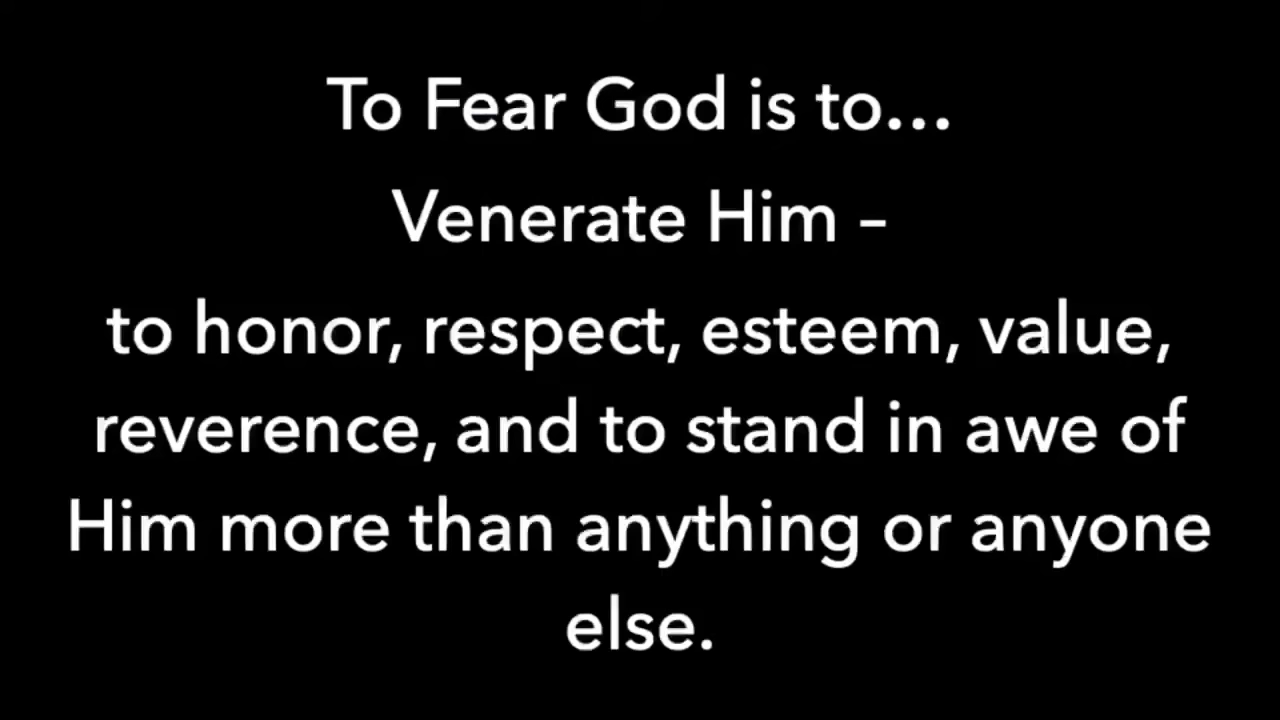 To Fear God is to...
Venerate Him –
to honor, respect, esteem, value,
reverence, and to stand in awe of
Him more than anything or anyone
else.